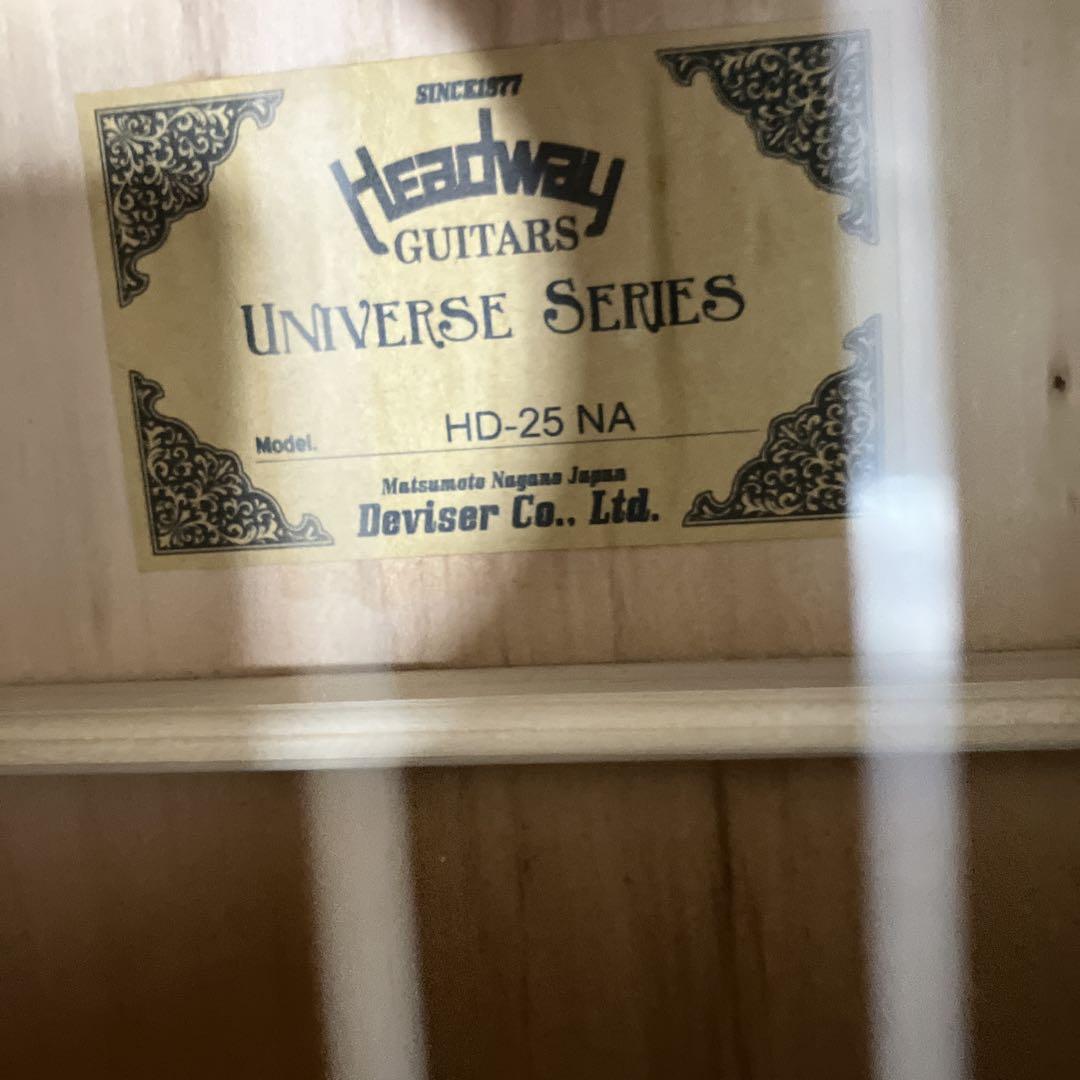 SINCE1977
Headway
GUITARS
UNIVERSE SERIES
Model. HD-25 NA
Matsumoto Nagano Japan
Deviser Co., Ltd.